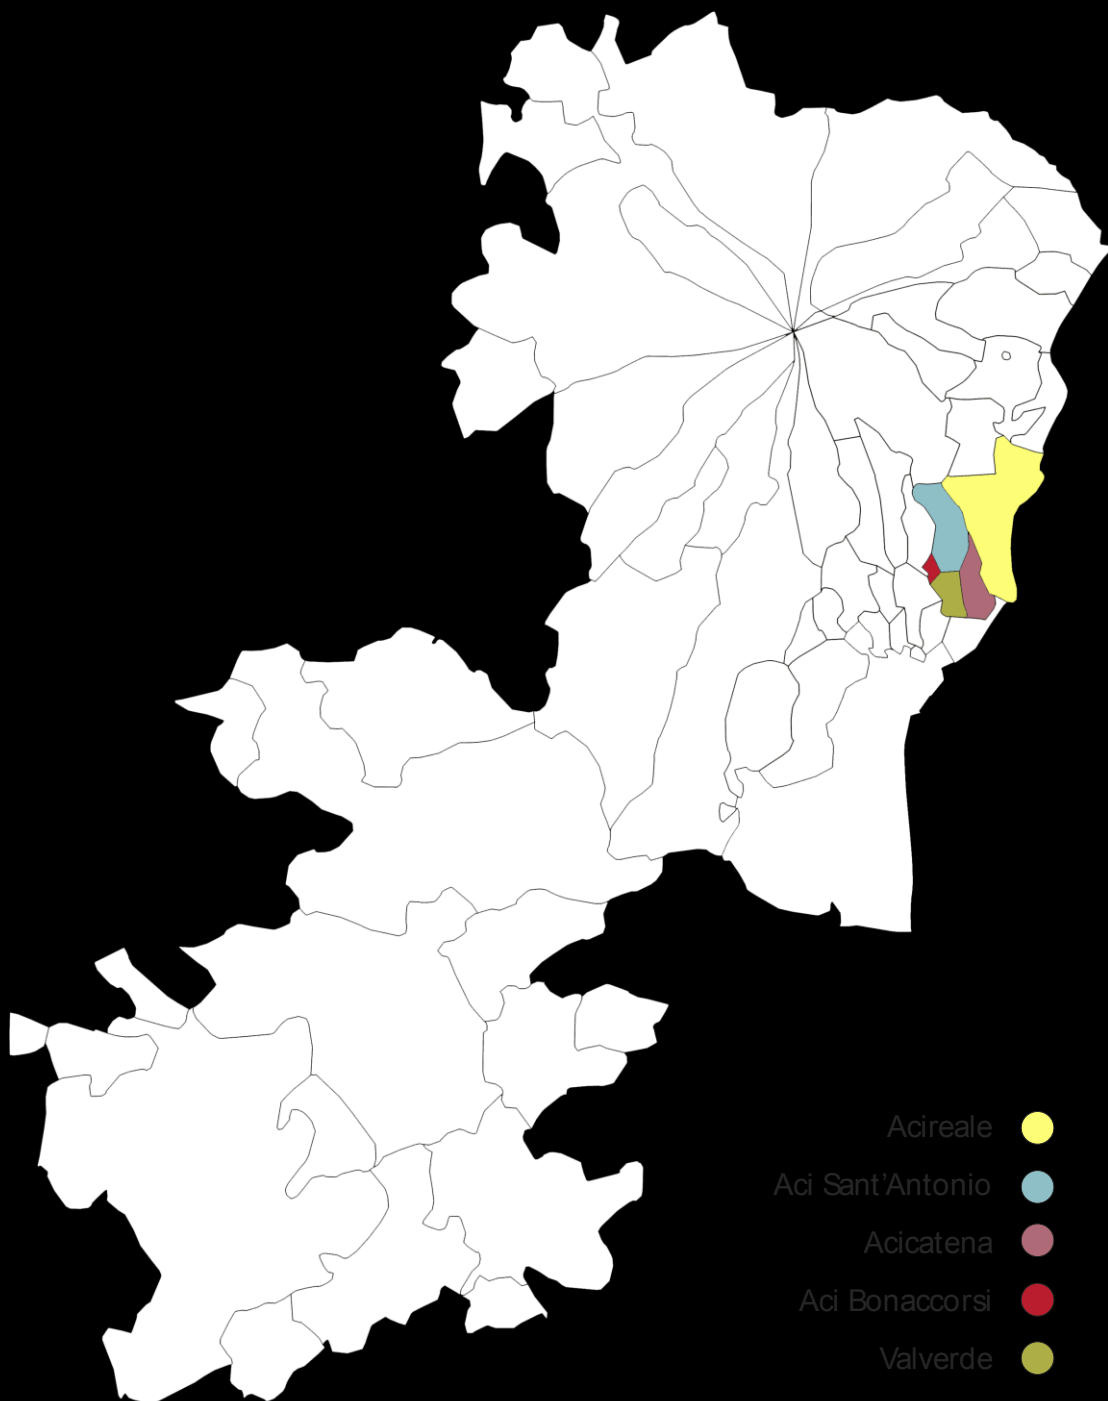 Acireale
Aci Sant'Antonio
Acicatena
Aci Bonaccorsi
Valverde